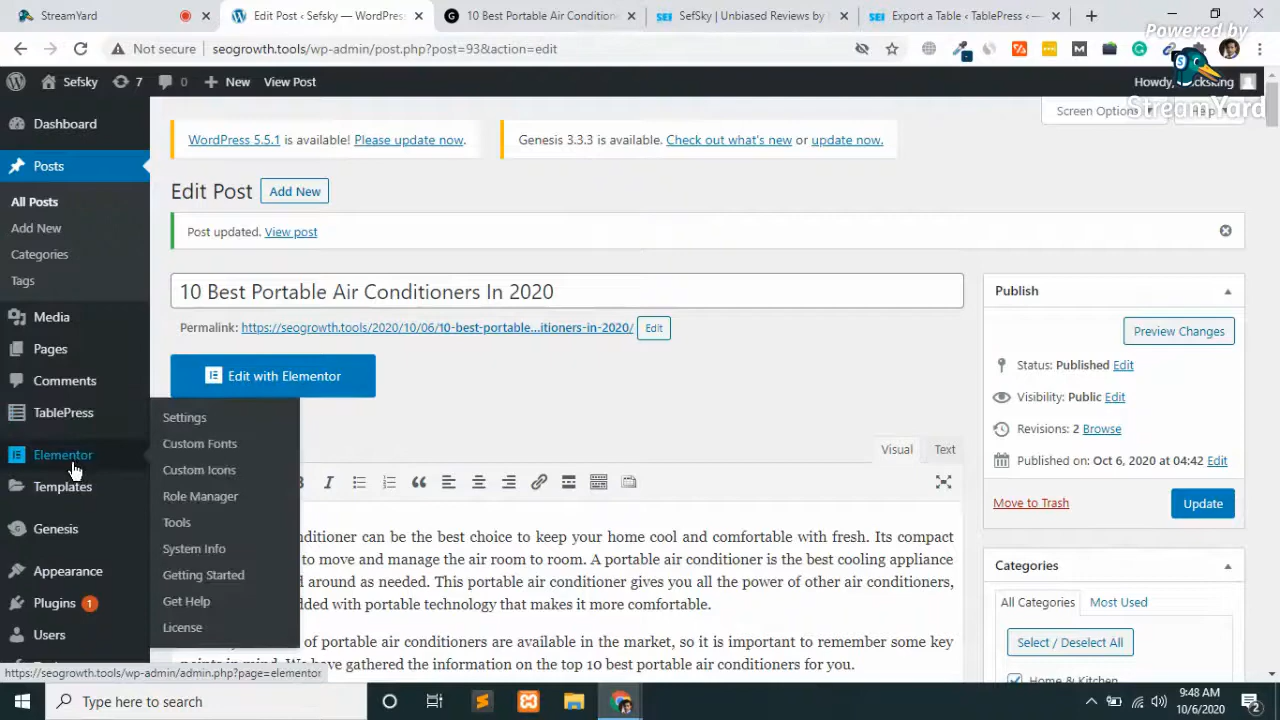 StreamYard
Edit Post ‹ Sefsky — WordPress
10 Best Portable Air Conditione
SefSky | Unbiased Reviews by
Export a Table ‹ TablePress ‹ —
Powered by
StreamYard
Not secure
seogrowth.tools/wp-admin/post.php?post=93&action=edit
Sefsky
7
0
New
View Post
Howdy,
Screen Options
Help
Dashboard
Posts
All Posts
Add New
Categories
Tags
Media
Pages
Comments
TablePress
Elementor
Templates
Genesis
Appearance
Plugins 1
Users
Settings
Custom Fonts
Custom Icons
Role Manager
Tools
System Info
Getting Started
Get Help
License
WordPress 5.5.1 is available! Please update now.
Genesis 3.3.3 is available. Check out what's new or update now.
Edit Post
Add New
Post updated. View post
10 Best Portable Air Conditioners In 2020
Permalink: https://seogrowth.tools/2020/10/06/10-best-portable...itioners-in-2020/ Edit
Edit with Elementor
Visual
Text
nditioner can be the best choice to keep your home cool and comfortable with fresh. Its compact
to move and manage the air room to room. A portable air conditioner is the best cooling appliance
d around as needed. This portable air conditioner gives you all the power of other air conditioners,
dded with portable technology that makes it more comfortable.
of portable air conditioners are available in the market, so it is important to remember some key
points in mind. We have gathered the information on the top 10 best portable air conditioners for you.
Publish
Preview Changes
Status: Published Edit
Visibility: Public Edit
Revisions: 2 Browse
Published on: Oct 6, 2020 at 04:42 Edit
Move to Trash
Update
Categories
All Categories
Most Used
Select / Deselect All
Home & Kitchen
https://seogrowth.tools/wp-admin/admin.php?page=elementor
Type here to search
9:48 AM
10/6/2020
2